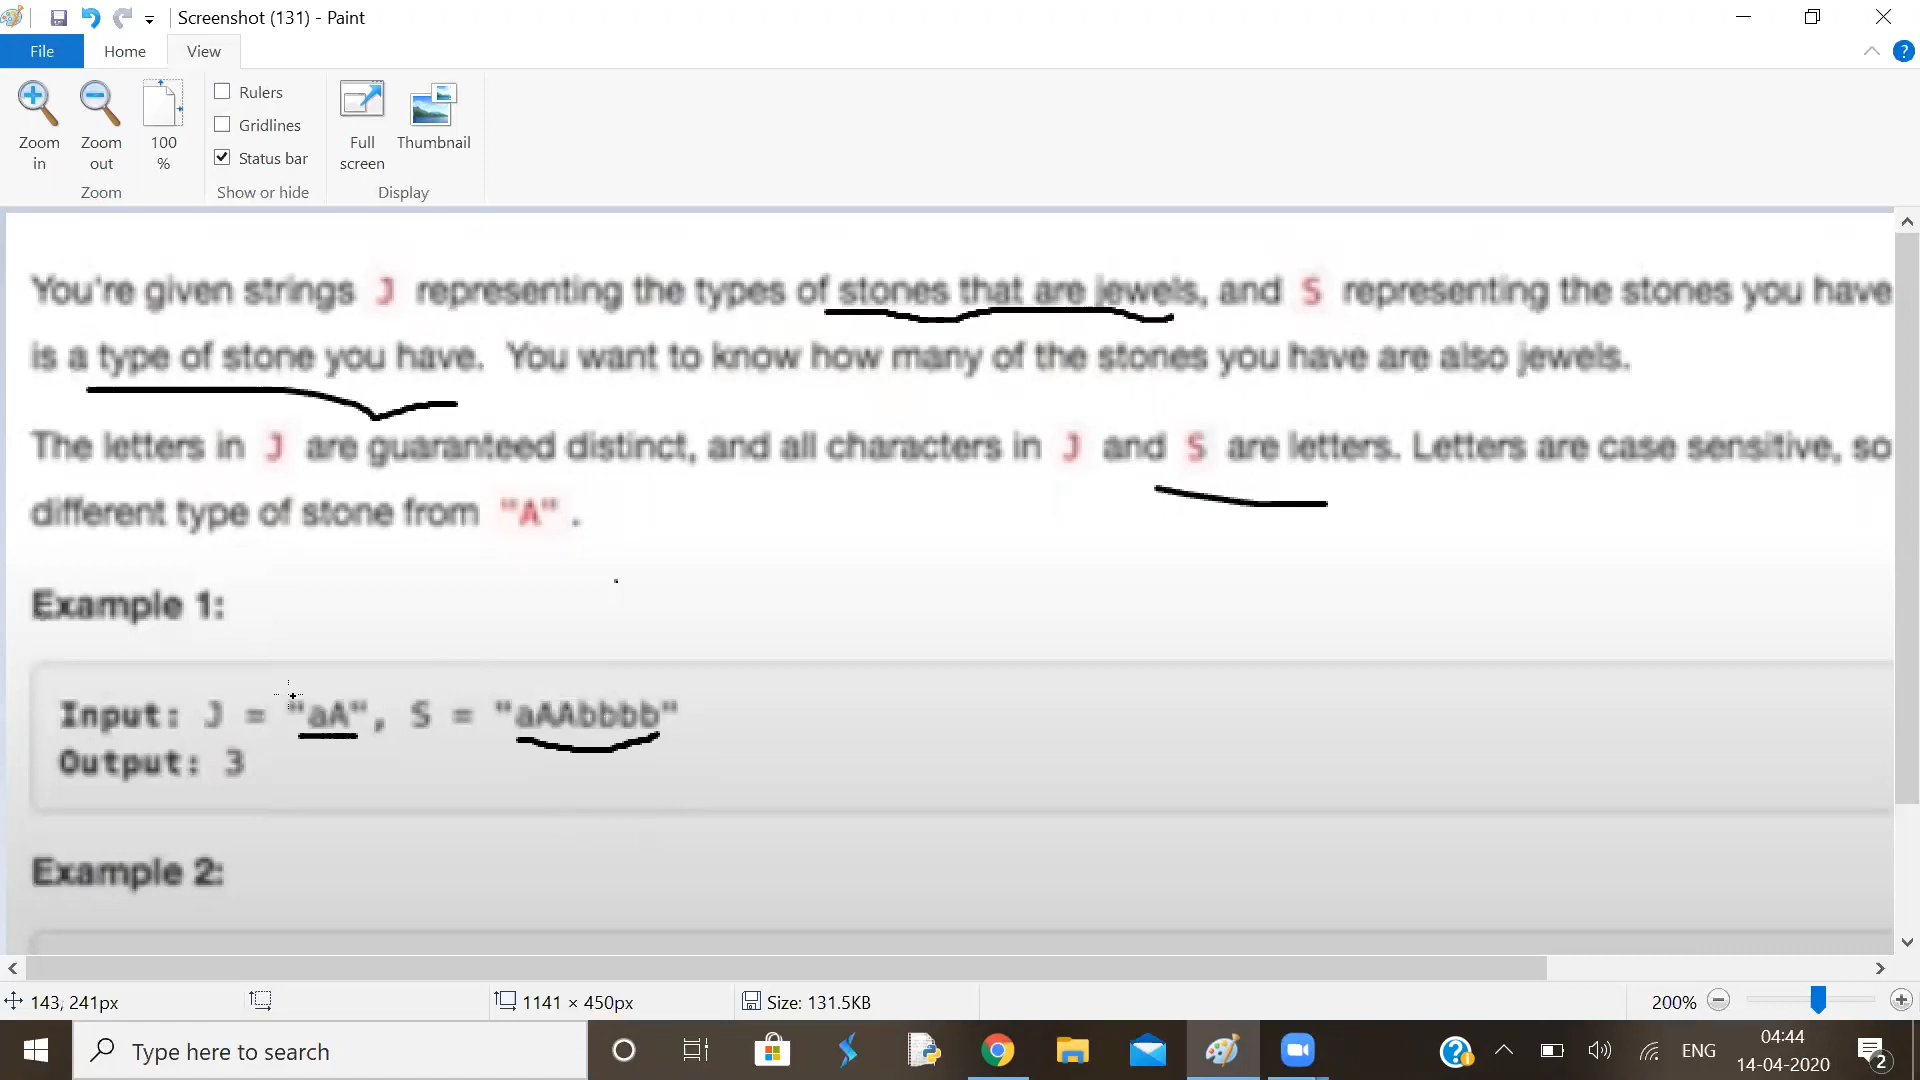 Screenshot (131) - Paint
File Home View
Zoom in
Zoom out
100 %
Rulers
Gridlines
Status bar
Full screen
Thumbnail
Zoom
Show or hide
Display
You're given strings J representing the types of stones that are jewels, and S representing the stones you have
is a type of stone you have. You want to know how many of the stones you have are also jewels.
The letters in J are guaranteed distinct, and all characters in J and S are letters. Letters are case sensitive, so
different type of stone from "A" .
Example 1:
Input: J = "aA", S = "aAAbbbb"
Output: 3
Example 2:
143, 241px
1141 × 450px
Size: 131.5KB
200%
Type here to search
ENG
04:44
14-04-2020
2